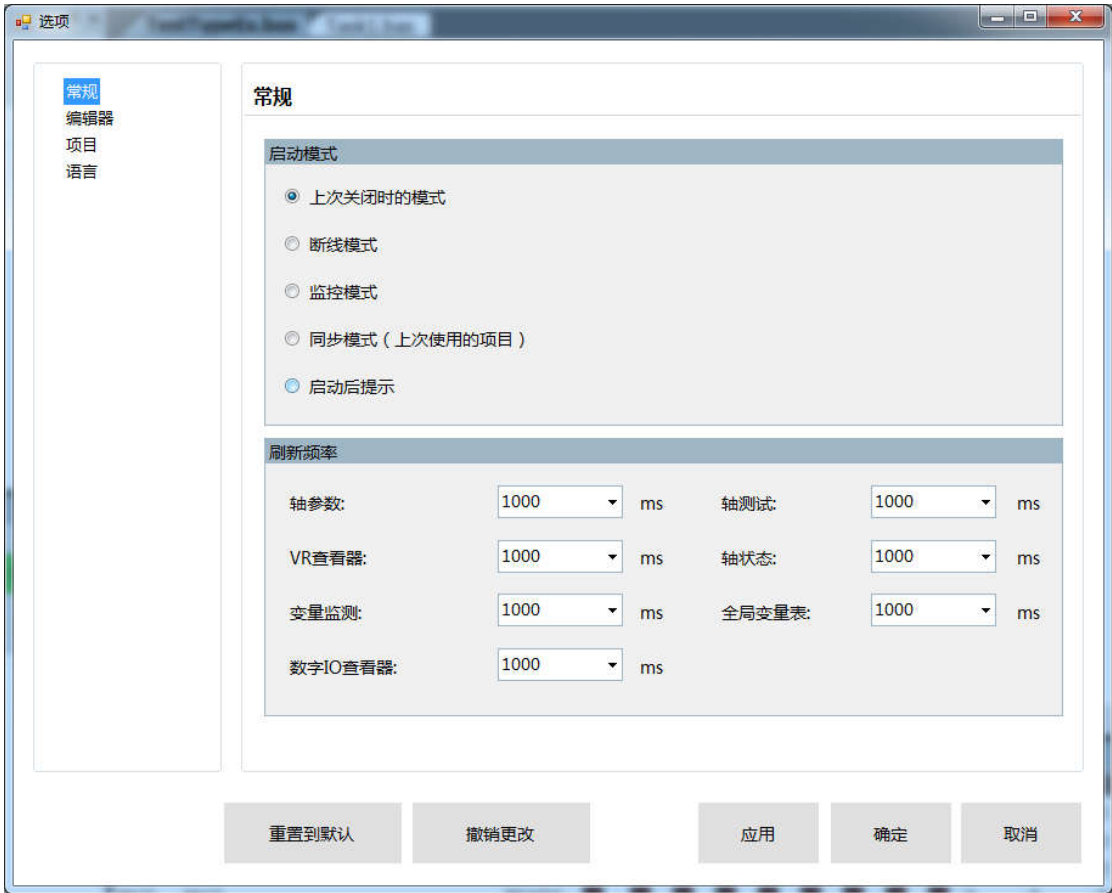 选项
常规
编辑器
项目
语言
常规
启动模式
上次关闭时的模式
断线模式
监控模式
同步模式（上次使用的项目）
启动后提示
刷新频率
轴参数: 1000 ms 轴测试: 1000 ms
VR查看器: 1000 ms 轴状态: 1000 ms
变量监测: 1000 ms 全局变量表: 1000 ms
数字IO查看器: 1000 ms
重置到默认 撤销更改 应用 确定 取消